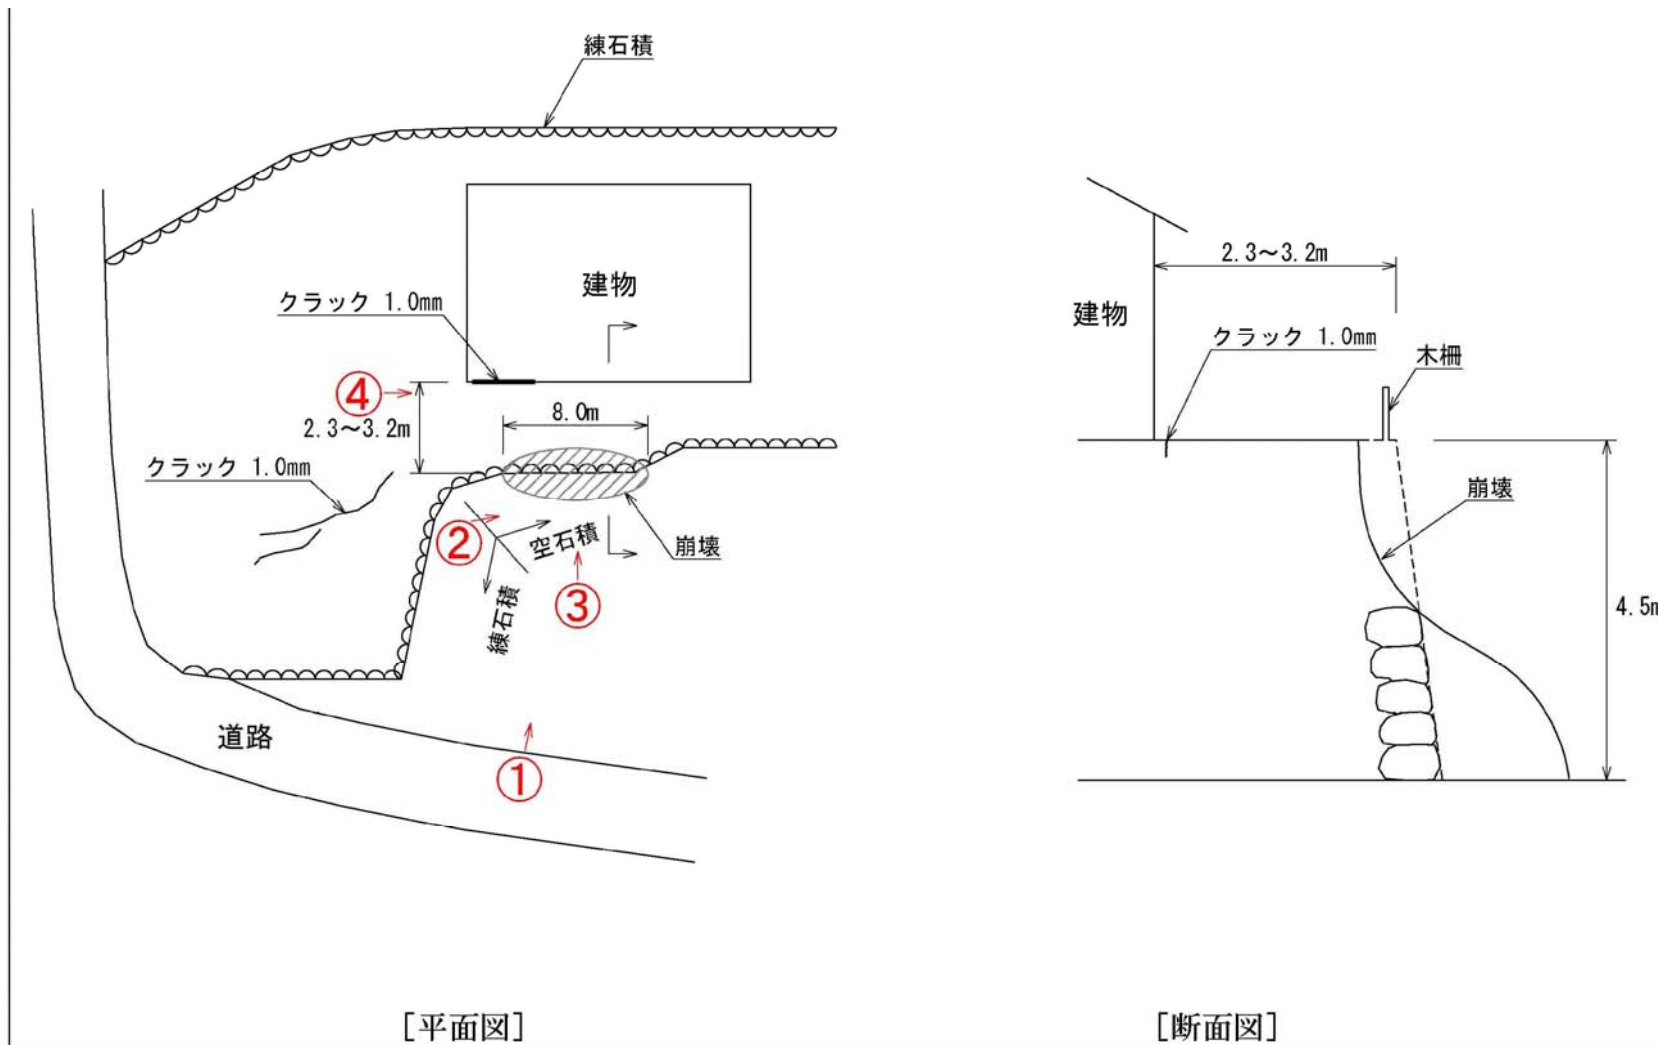 練石積
建物
クラック 1.0mm
④
2.3～3.2m
8.0m
クラック 1.0mm
②
空石積
崩壊
③
練石積
道路
①
[平面図]
2.3～3.2m
建物
クラック 1.0mm
木柵
崩壊
4.5m
[断面図]